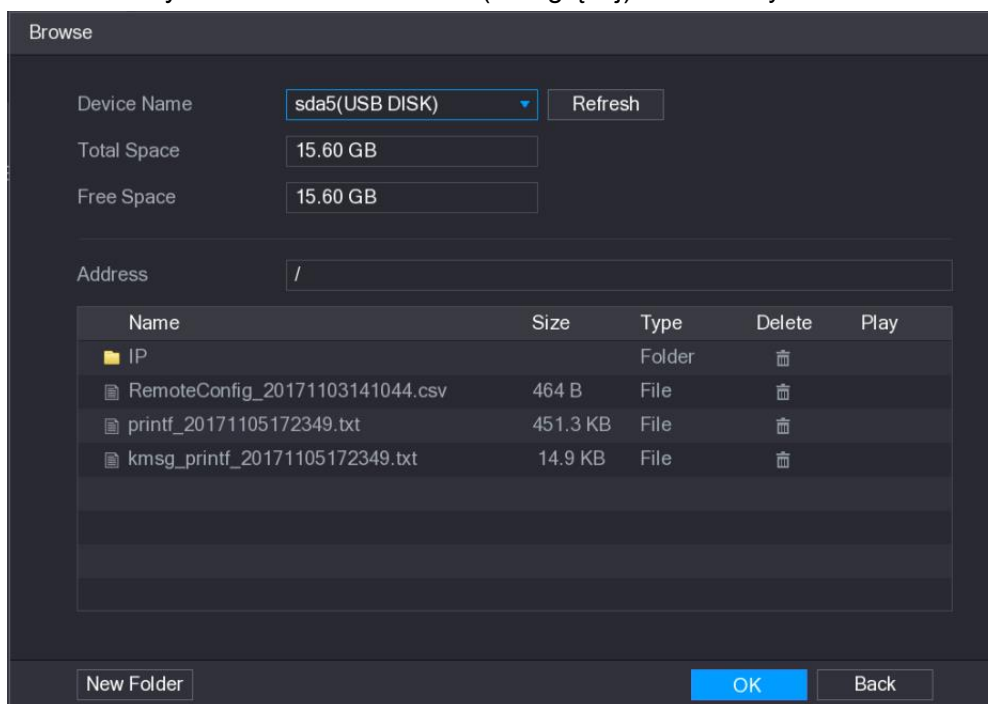 Browse
Device Name sda5(USB DISK) Refresh
Total Space 15.60 GB
Free Space 15.60 GB
Address /
Name Size Type Delete Play
IP Folder
RemoteConfig_20171103141044.csv 464 B File
printf_20171105172349.txt 451.3 KB File
kmsg_printf_20171105172349.txt 14.9 KB File
New Folder OK Back